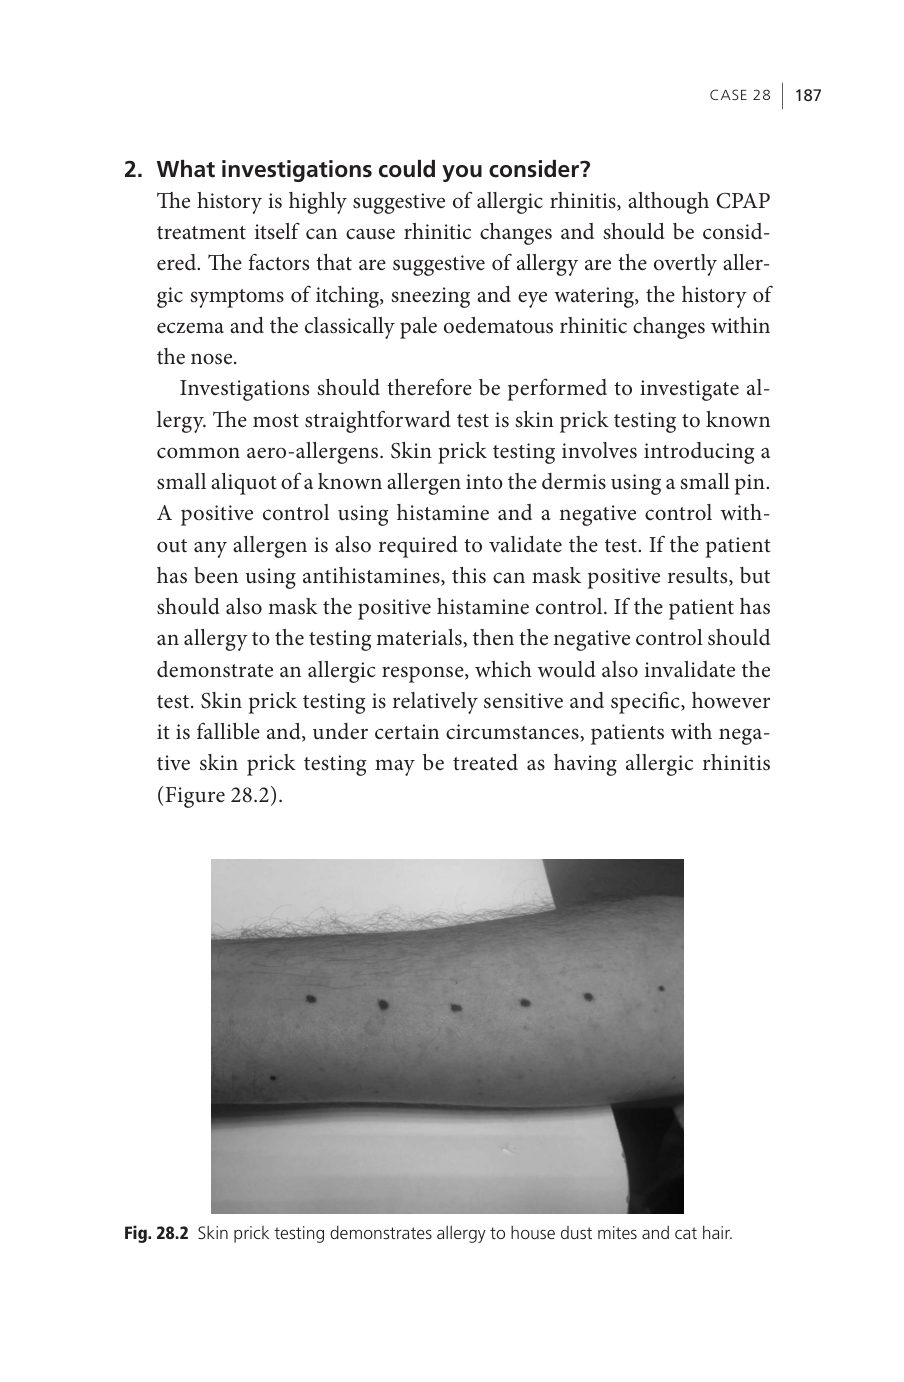 CASE 28 187
2. What investigations could you consider?
The history is highly suggestive of allergic rhinitis, although CPAP
treatment itself can cause rhinitic changes and should be consid-
ered. The factors that are suggestive of allergy are the overtly aller-
gic symptoms of itching, sneezing and eye watering, the history of
eczema and the classically pale oedematous rhinitic changes within
the nose.
Investigations should therefore be performed to investigate al-
lergy. The most straightforward test is skin prick testing to known
common aero-allergens. Skin prick testing involves introducing a
small aliquot of a known allergen into the dermis using a small pin.
A positive control using histamine and a negative control with-
out any allergen is also required to validate the test. If the patient
has been using antihistamines, this can mask positive results, but
should also mask the positive histamine control. If the patient has
an allergy to the testing materials, then the negative control should
demonstrate an allergic response, which would also invalidate the
test. Skin prick testing is relatively sensitive and specific, however
it is fallible and, under certain circumstances, patients with nega-
tive skin prick testing may be treated as having allergic rhinitis
(Figure 28.2).
Fig. 28.2 Skin prick testing demonstrates allergy to house dust mites and cat hair.